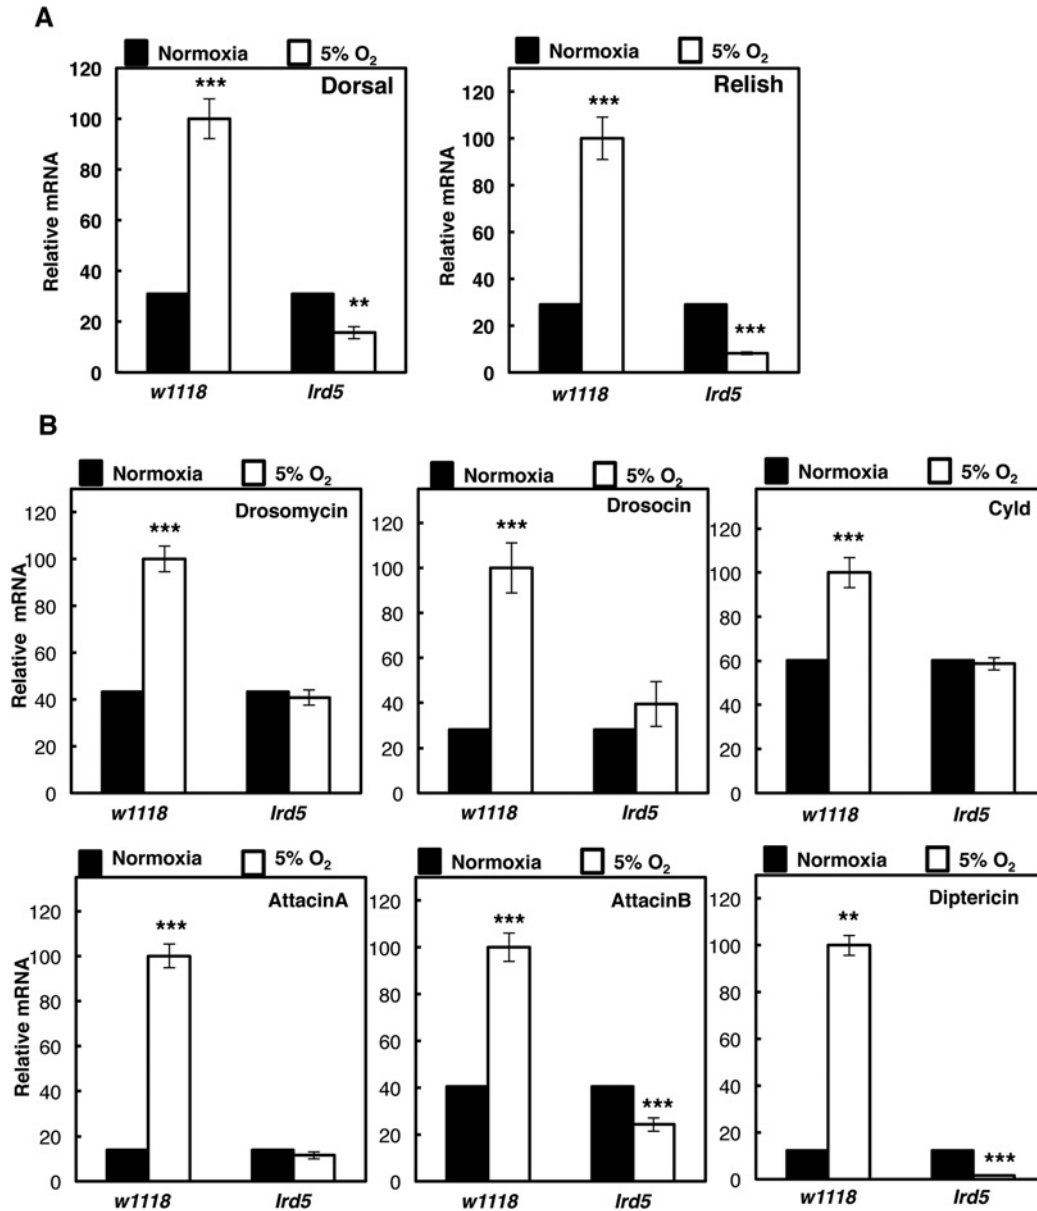 A
Normoxia 5% O₂
Dorsal
Relative mRNA
120
100
80
60
40
20
0
***
**
w1118 Ird5
Normoxia 5% O₂
Relish
Relative mRNA
120
100
80
60
40
20
0
***
***
w1118 Ird5
B
Normoxia 5% O₂
Drosomycin
Relative mRNA
120
100
80
60
40
20
0
***
w1118 Ird5
Normoxia 5% O₂
Drosocin
120
100
80
60
40
20
0
***
w1118 Ird5
Normoxia 5% O₂
Cyld
120
100
80
60
40
20
0
***
w1118 Ird5
Normoxia 5% O₂
AttacinA
Relative mRNA
120
100
80
60
40
20
0
***
w1118 Ird5
Normoxia 5% O₂
AttacinB
120
100
80
60
40
20
0
***
***
w1118 Ird5
Normoxia 5% O₂
Diptericin
120
100
80
60
40
20
0
**
***
w1118 Ird5